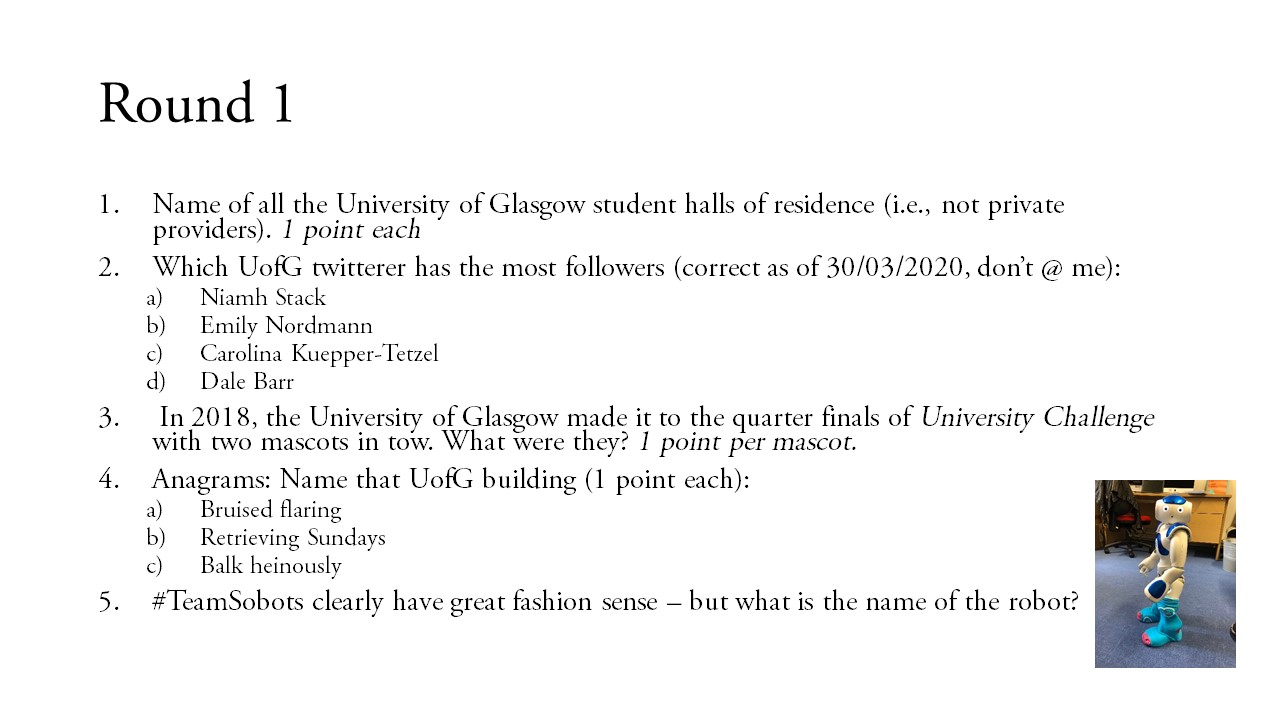 Round 1
1. Name of all the University of Glasgow student halls of residence (i.e., not private
providers). 1 point each
2. Which UofG twitterer has the most followers (correct as of 30/03/2020, don’t @ me):
a) Niamh Stack
b) Emily Nordmann
c) Carolina Kuepper-Tetzel
d) Dale Barr
3. In 2018, the University of Glasgow made it to the quarter finals of University Challenge
with two mascots in tow. What were they? 1 point per mascot.
4. Anagrams: Name that UofG building (1 point each):
a) Bruised flaring
b) Retrieving Sundays
c) Balk heinously
5. #TeamSobots clearly have great fashion sense – but what is the name of the robot?